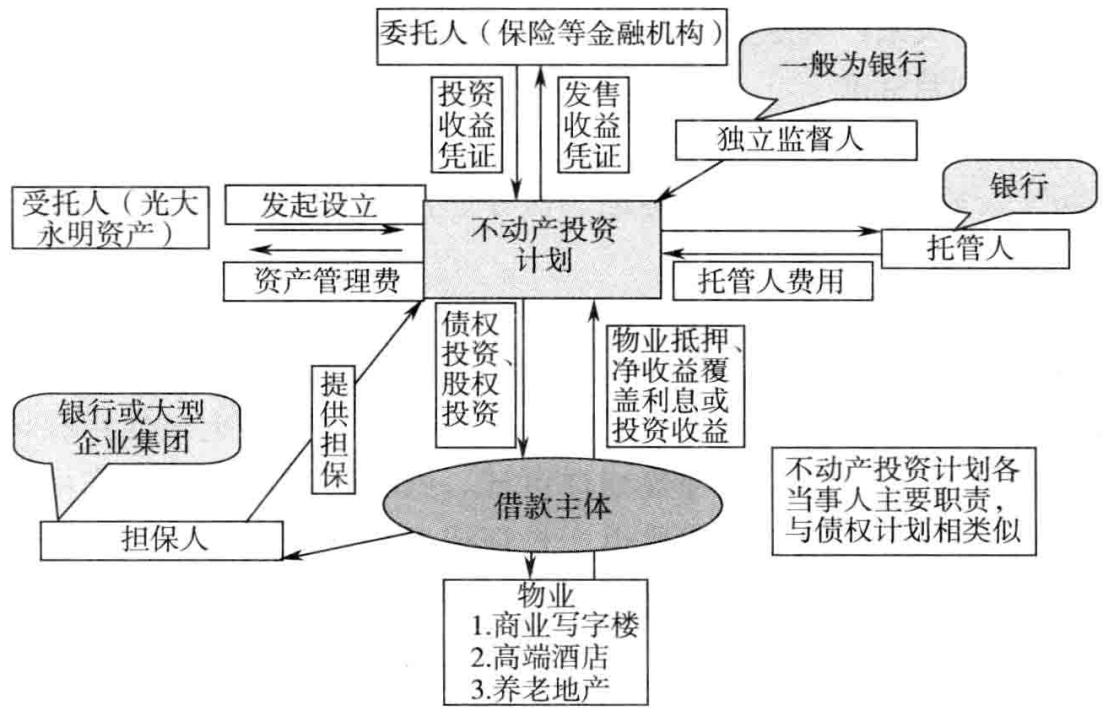 委托人（保险等金融机构）
一般为银行
投资
收益
凭证
发售
收益
凭证
独立监督人
银行
受托人（光大
永明资产）
发起设立
不动产投资
计划
托管人
资产管理费
托管人费用
债权
投资、
股权
投资
物业抵押、
净收益覆
盖利息或
投资收益
提
供
担
保
银行或大型
企业集团
不动产投资计划各
当事人主要职责，
与债权计划相类似
借款主体
担保人
物业
1.商业写字楼
2.高端酒店
3.养老地产